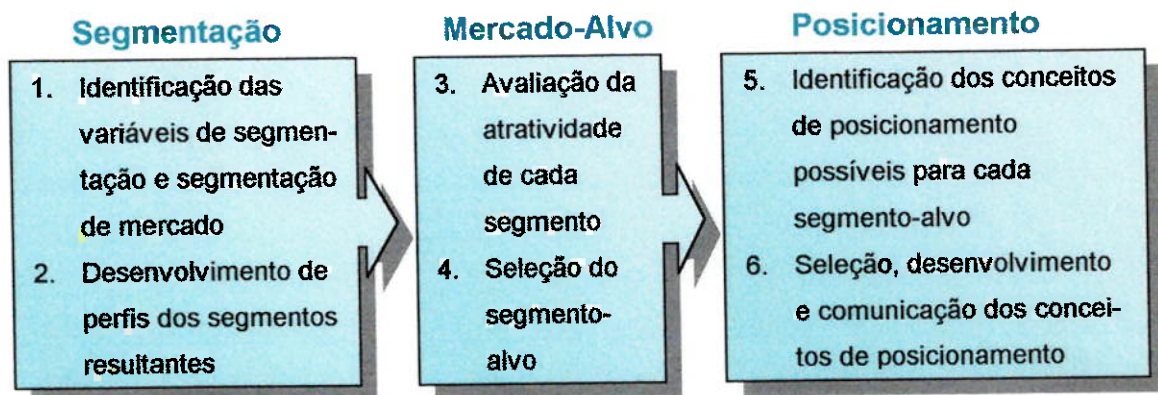 Segmentação
1. Identificação das
variáveis de segmen-
tação e segmentação
de mercado
2. Desenvolvimento de
perfis dos segmentos
resultantes
Mercado-Alvo
3. Avaliação da
atratividade
de cada
segmento
4. Seleção do
segmento-
alvo
Posicionamento
5. Identificação dos conceitos
de posicionamento
possíveis para cada
segmento-alvo
6. Seleção, desenvolvimento
e comunicação dos concei-
tos de posicionamento